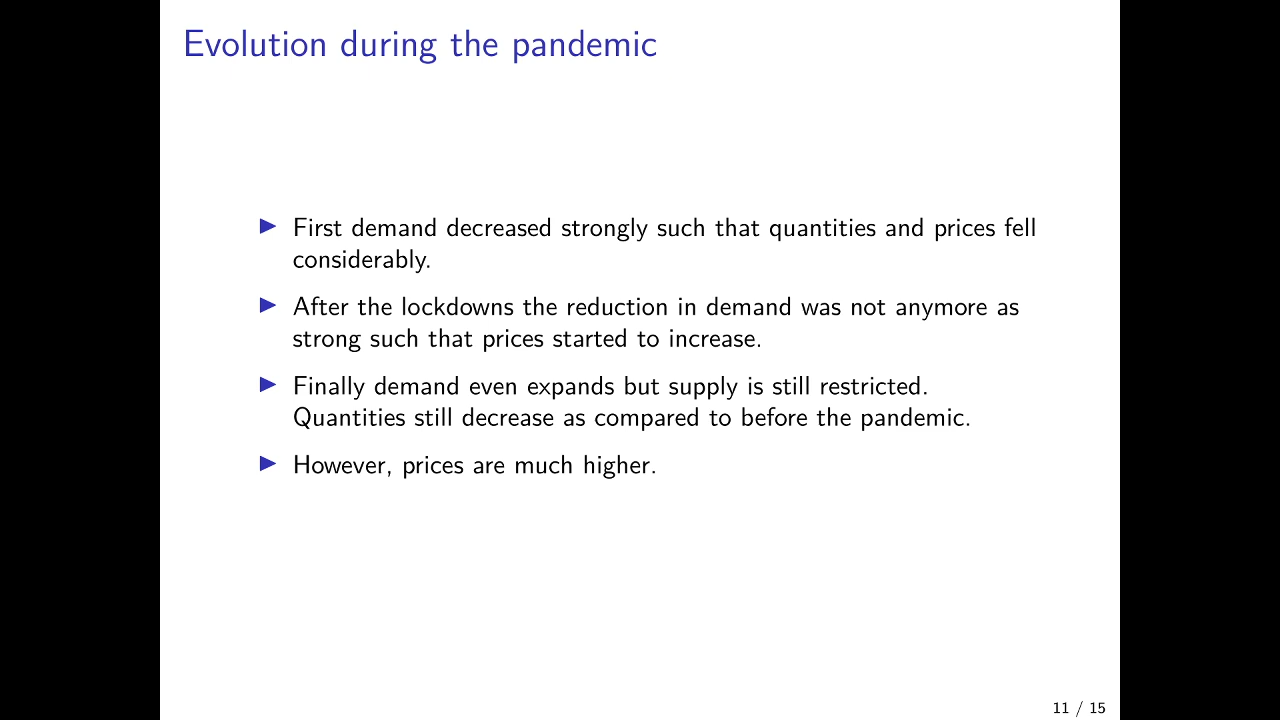 Evolution during the pandemic
First demand decreased strongly such that quantities and prices fell
considerably.
After the lockdowns the reduction in demand was not anymore as
strong such that prices started to increase.
Finally demand even expands but supply is still restricted.
Quantities still decrease as compared to before the pandemic.
However, prices are much higher.
11 / 15